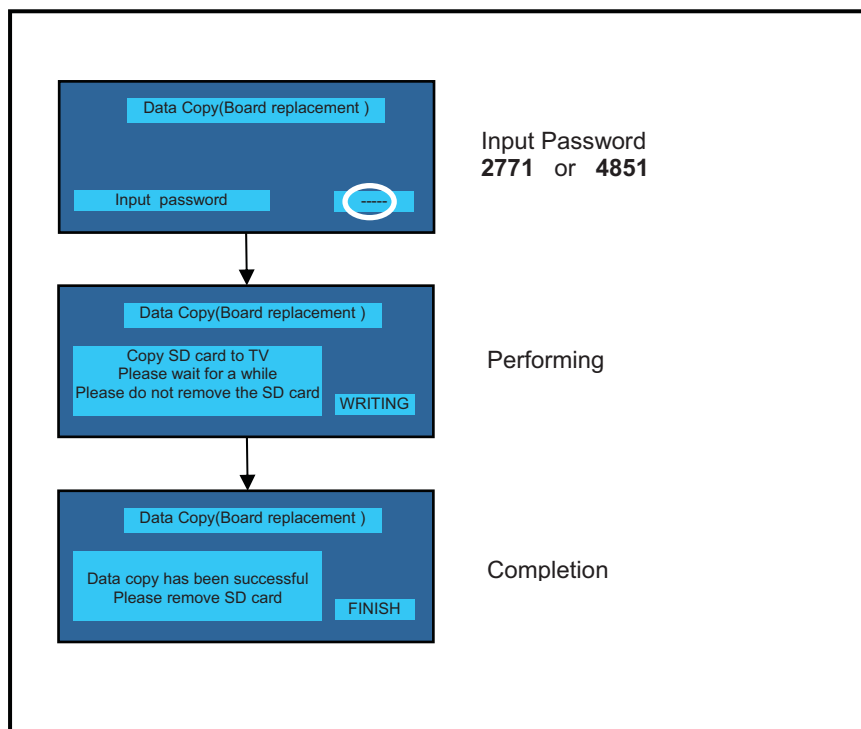 Data Copy(Board replacement )
Input password
-----
Input Password
2771 or 4851
Data Copy(Board replacement )
Copy SD card to TV
Please wait for a while
Please do not remove the SD card
WRITING
Performing
Data Copy(Board replacement )
Data copy has been successful
Please remove SD card
FINISH
Completion